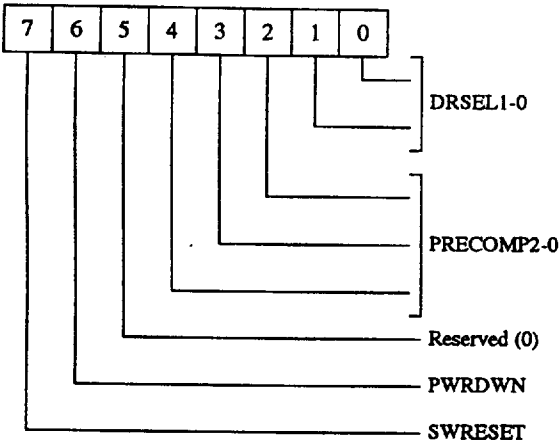 7 6 5 4 3 2 1 0
DRSEL1-0
PRECOMP2-0
Reserved (0)
PWRDWN
SWRESET